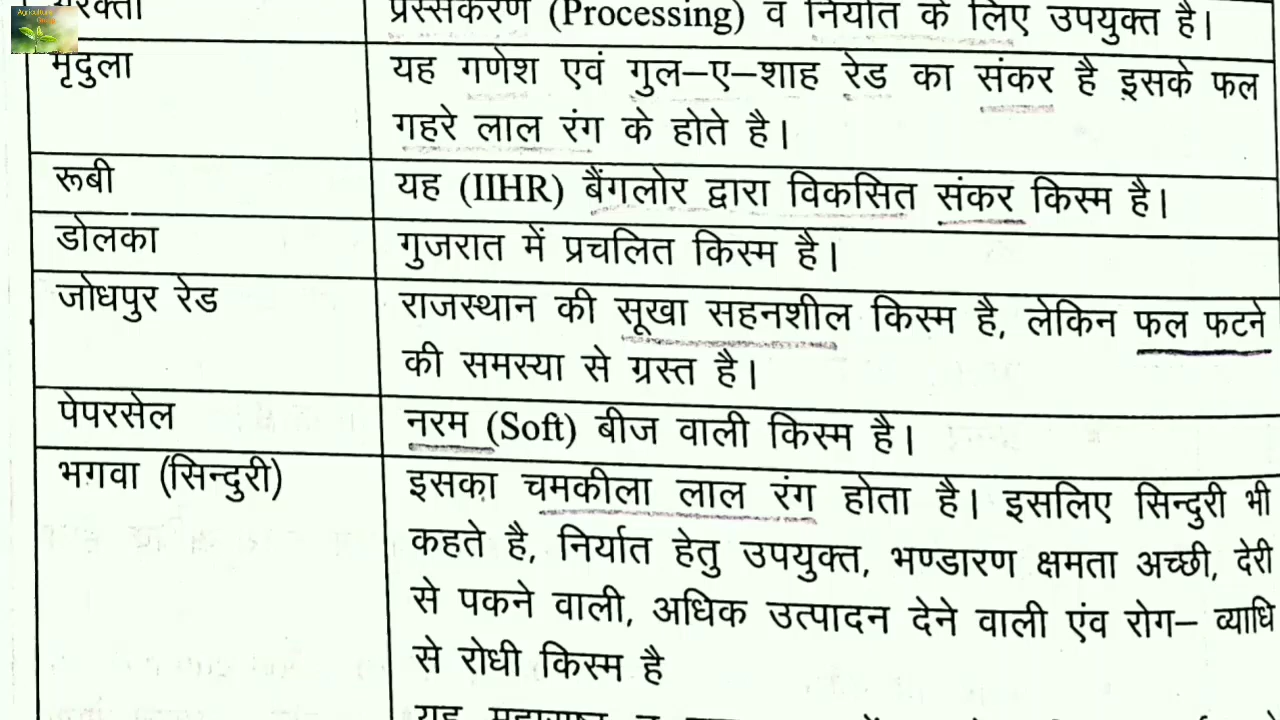 प्रस्सकरण (Processing) व निर्यात के लिए उपयुक्त है।
मृदुला
यह गणेश एवं गुल-ए-शाह रेड का संकर है इसके फल
गहरे लाल रंग के होते है।
रूबी
यह (IIHR) बैंगलोर द्वारा विकसित संकर किस्म है।
डोलका
गुजरात में प्रचलित किस्म है।
जोधपुर रेड
राजस्थान की सूखा सहनशील किस्म है, लेकिन फल फटने
की समस्या से ग्रस्त है।
पेपरसेल
नरम (Soft) बीज वाली किस्म है।
भगवा (सिन्दुरी)
इसका चमकीला लाल रंग होता है। इसलिए सिन्दुरी भी
कहते है, निर्यात हेतु उपयुक्त, भण्डारण क्षमता अच्छी, देरी
से पकने वाली, अधिक उत्पादन देने वाली एंव रोग- व्याधि
से रोधी किस्म है